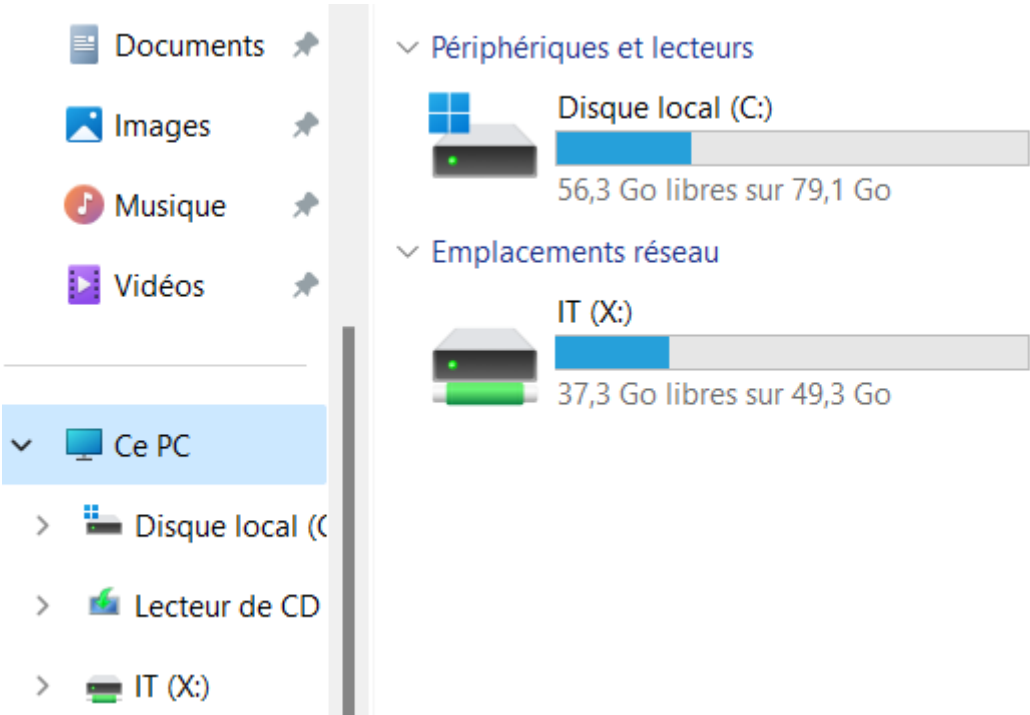 Documents
Images
Musique
Vidéos
Ce PC
Disque local (C
Lecteur de CD
IT (X:)
Périphériques et lecteurs
Disque local (C:)
56,3 Go libres sur 79,1 Go
Emplacements réseau
IT (X:)
37,3 Go libres sur 49,3 Go